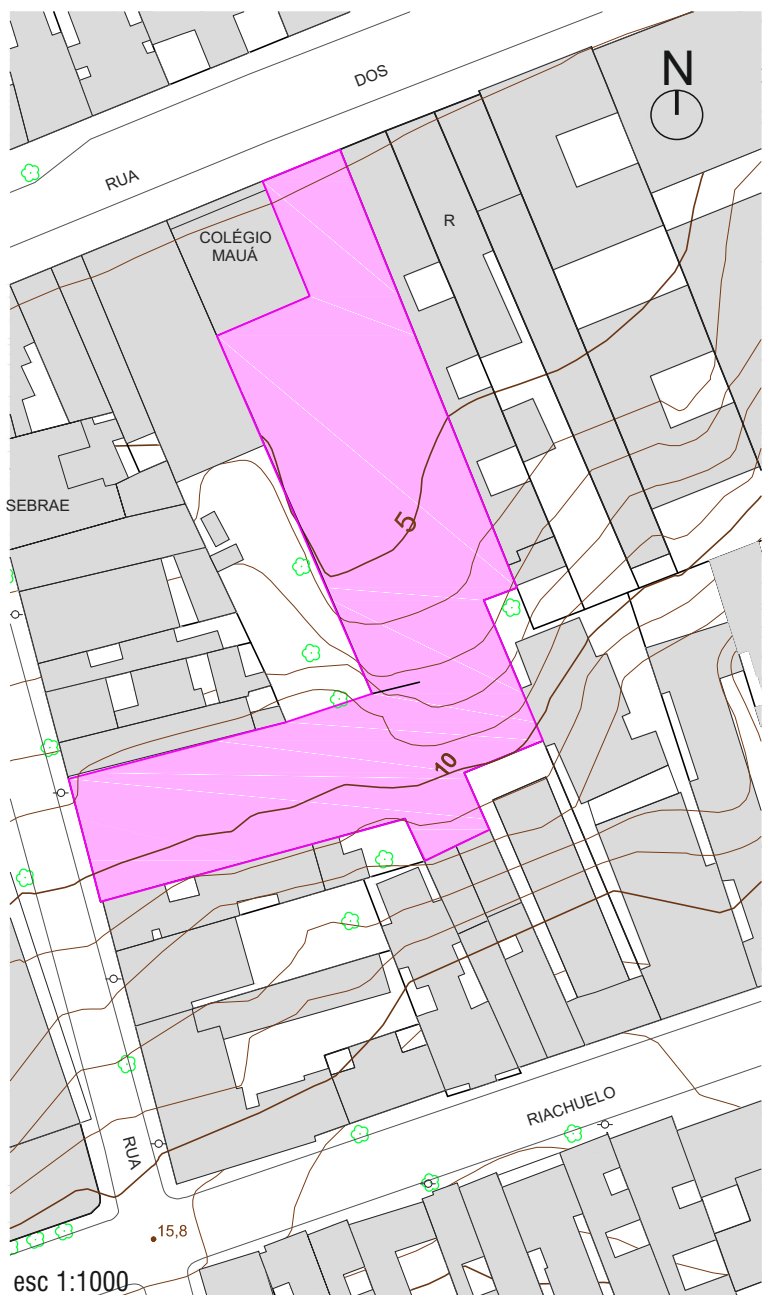 N
DOS
RUA
R
COLÉGIO
MAUÁ
SEBRAE
5
10
RIACHUELO
RUA
15,8
esc 1:1000